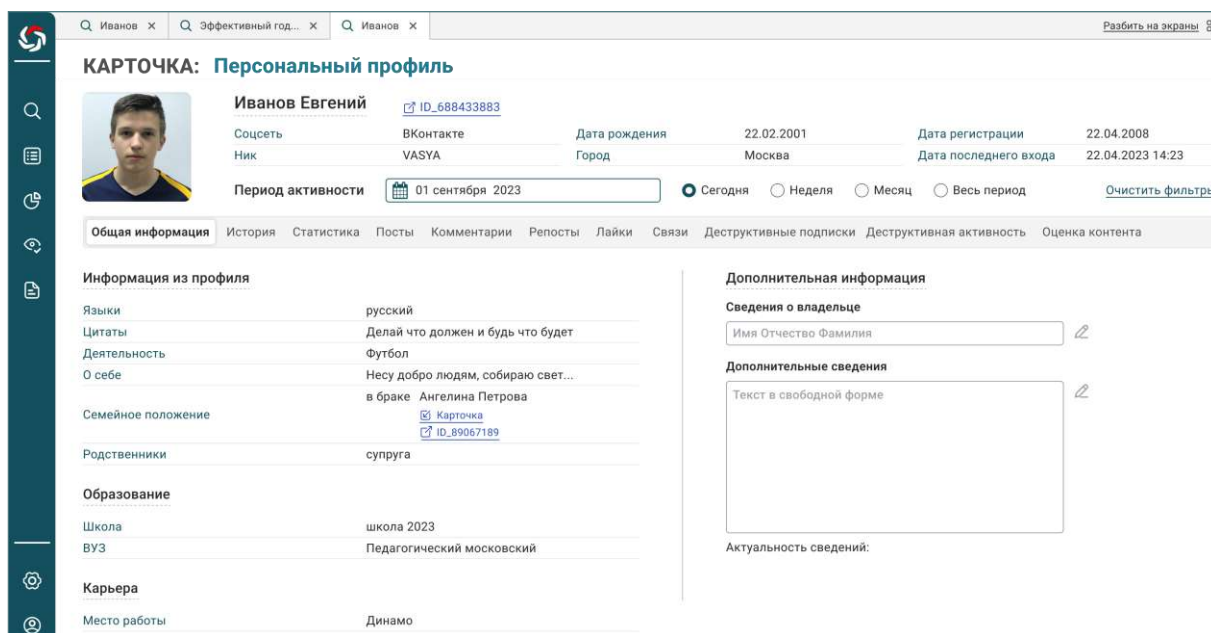 Иванов × Эффективный год... × Иванов × Разбить на экраны
КАРТОЧКА: Персональный профиль
Иванов Евгений ID_688433883
Соцсеть ВКонтакте Дата рождения 22.02.2001 Дата регистрации 22.04.2008
Ник VASYA Город Москва Дата последнего входа 22.04.2023 14:23
Период активности 01 сентября 2023 Сегодня Неделя Месяц Весь период Очистить фильтры
Общая информация История Статистика Посты Комментарии Репосты Лайки Связи Деструктивные подписки Деструктивная активность Оценка контента
Информация из профиля
Языки русский
Цитаты Делай что должен и будь что будет
Деятельность Футбол
О себе Несу добро людям, собираю свет...
Семейное положение в браке Ангелина Петрова
Карточка
ID_89067189
Родственники супруга
Образование
Школа школа 2023
ВУЗ Педагогический московский
Карьера
Место работы Динамо
Дополнительная информация
Сведения о владельце
Имя Отчество Фамилия
Дополнительные сведения
Текст в свободной форме
Актуальность сведений: